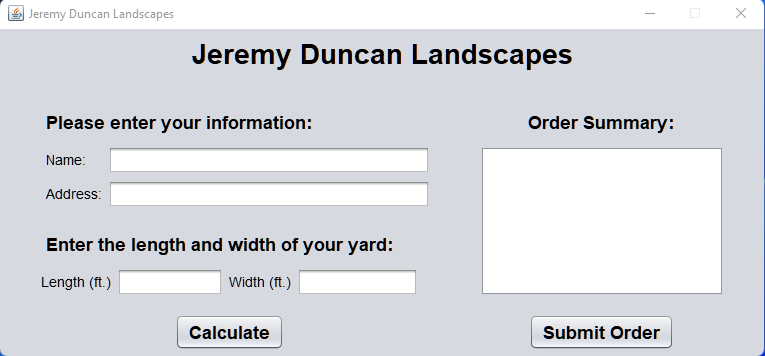 Jeremy Duncan Landscapes
Jeremy Duncan Landscapes
Please enter your information:
Name:
Address:
Enter the length and width of your yard:
Length (ft.) Width (ft.)
Calculate
Order Summary:
Submit Order